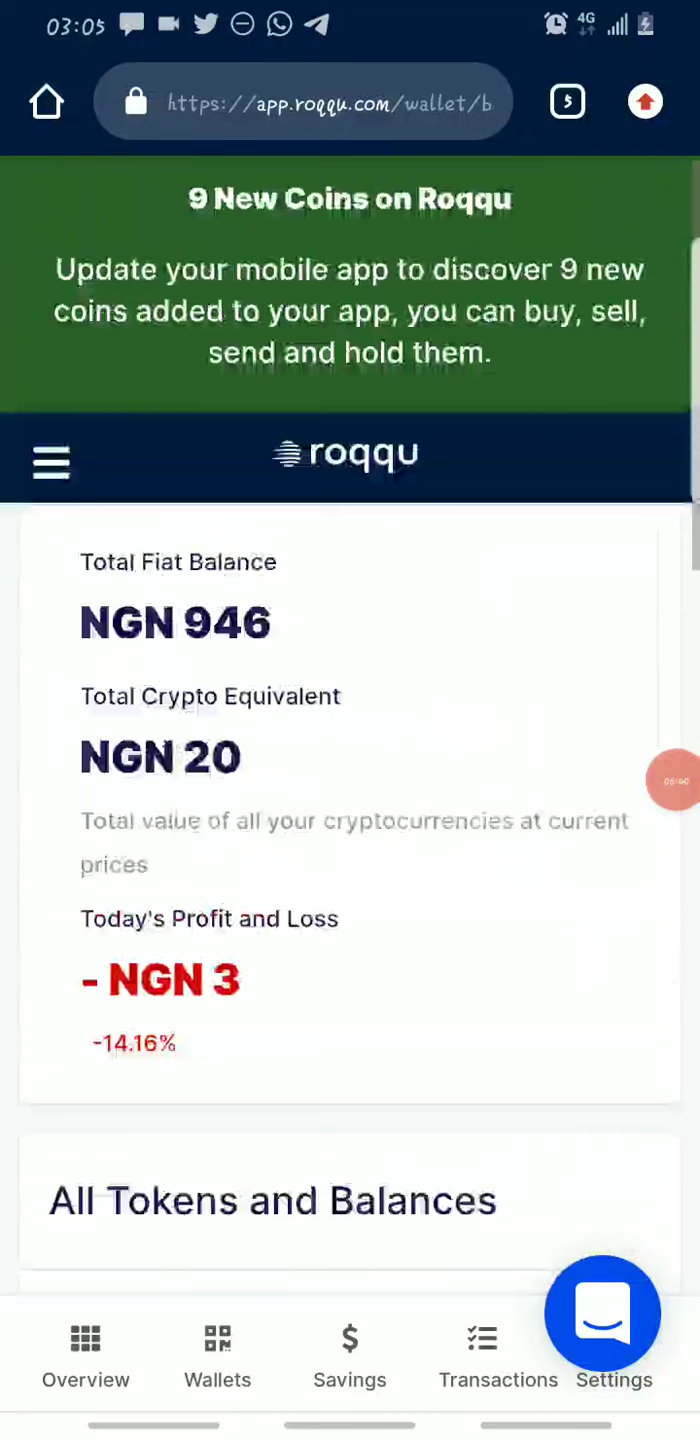 03:05
4G
https://app.roqqu.com/wallet/b
9 New Coins on Roqqu
Update your mobile app to discover 9 new
coins added to your app, you can buy, sell,
send and hold them.
roqqu
Total Fiat Balance
NGN 946
Total Crypto Equivalent
NGN 20
06:40
Total value of all your cryptocurrencies at current
prices
Today's Profit and Loss
- NGN 3
-14.16%
All Tokens and Balances
Overview
Wallets
Savings
Transactions
Settings